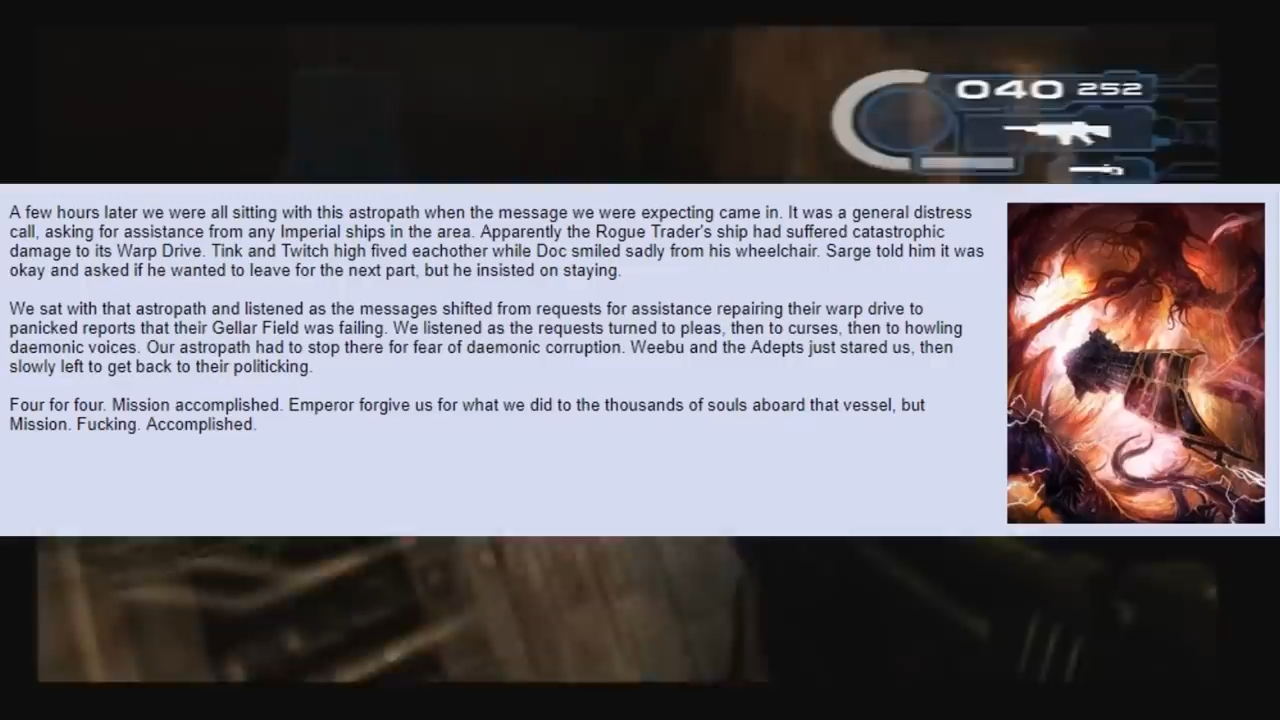 040 252
A few hours later we were all sitting with this astropath when the message we were expecting came in. It was a general distress
call, asking for assistance from any Imperial ships in the area. Apparently the Rogue Trader's ship had suffered catastrophic
damage to its Warp Drive. Tink and Twitch high fived eachother while Doc smiled sadly from his wheelchair. Sarge told him it was
okay and asked if he wanted to leave for the next part, but he insisted on staying.
We sat with that astropath and listened as the messages shifted from requests for assistance repairing their warp drive to
panicked reports that their Gellar Field was failing. We listened as the requests turned to pleas, then to curses, then to howling
daemonic voices. Our astropath had to stop there for fear of daemonic corruption. Weebu and the Adepts just stared us, then
slowly left to get back to their politicking.
Four for four. Mission accomplished. Emperor forgive us for what we did to the thousands of souls aboard that vessel, but
Mission. Fucking. Accomplished.